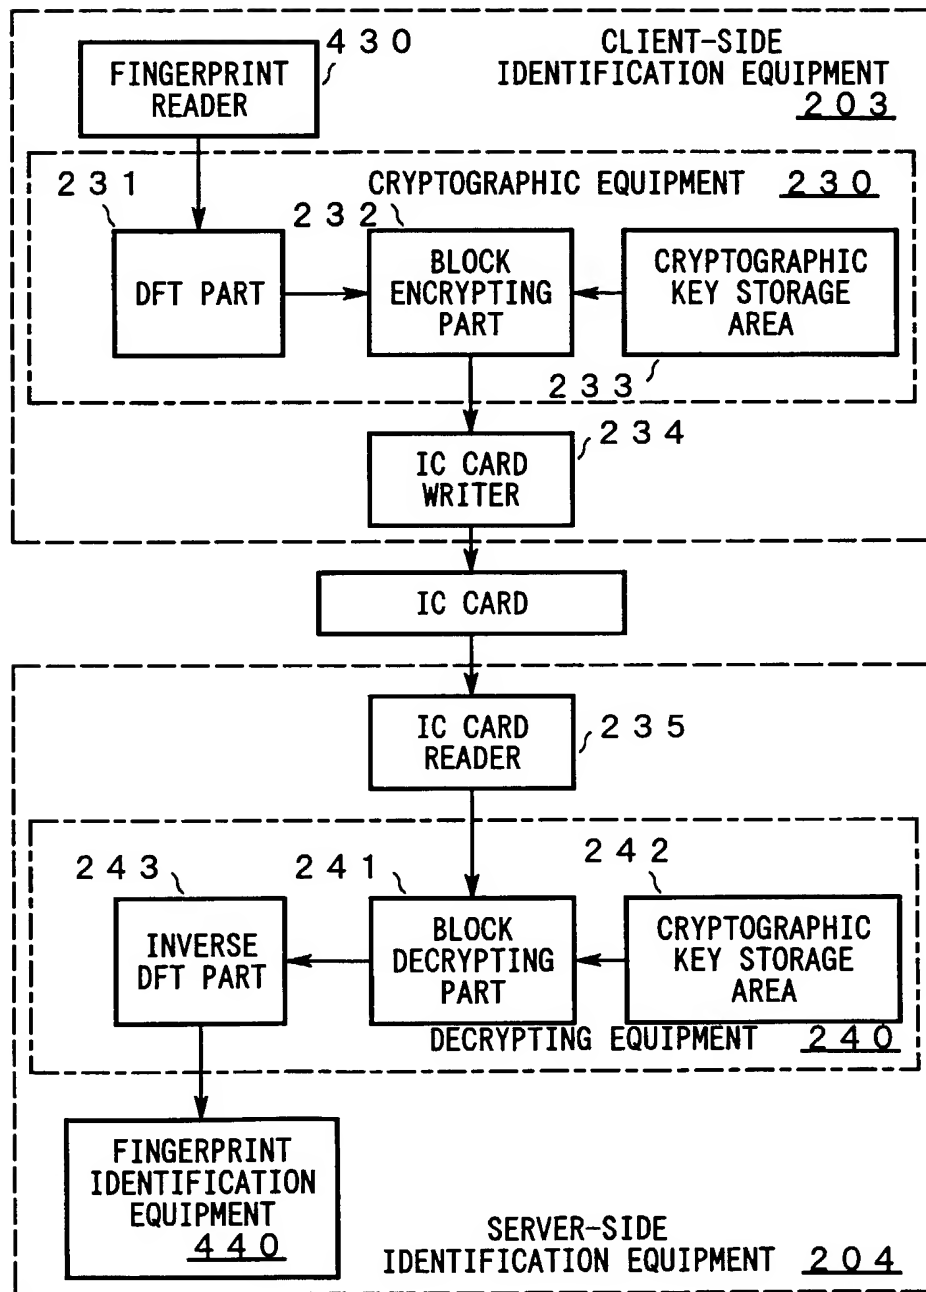 430
CLIENT-SIDE
IDENTIFICATION EQUIPMENT
203
FINGERPRINT
READER
231
CRYPTOGRAPHIC EQUIPMENT 230
232
DFT PART
BLOCK
ENCRYPTING
PART
CRYPTOGRAPHIC
KEY STORAGE
AREA
233
234
IC CARD
WRITER
IC CARD
IC CARD
READER
235
243
241
242
INVERSE
DFT PART
BLOCK
DECRYPTING
PART
CRYPTOGRAPHIC
KEY STORAGE
AREA
DECRYPTING EQUIPMENT 240
FINGERPRINT
IDENTIFICATION
EQUIPMENT
440
SERVER-SIDE
IDENTIFICATION EQUIPMENT 204